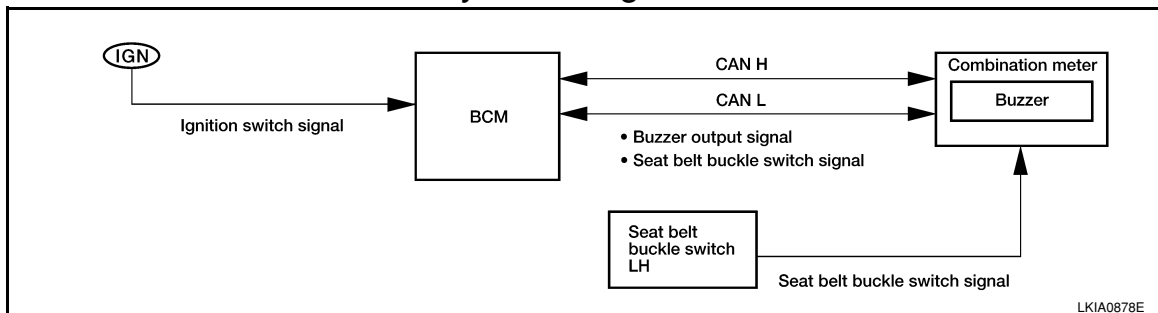 IGN
Ignition switch signal
BCM
CAN H
CAN L
• Buzzer output signal
• Seat belt buckle switch signal
Combination meter
Buzzer
Seat belt
buckle switch
LH
Seat belt buckle switch signal
LKIA0878E